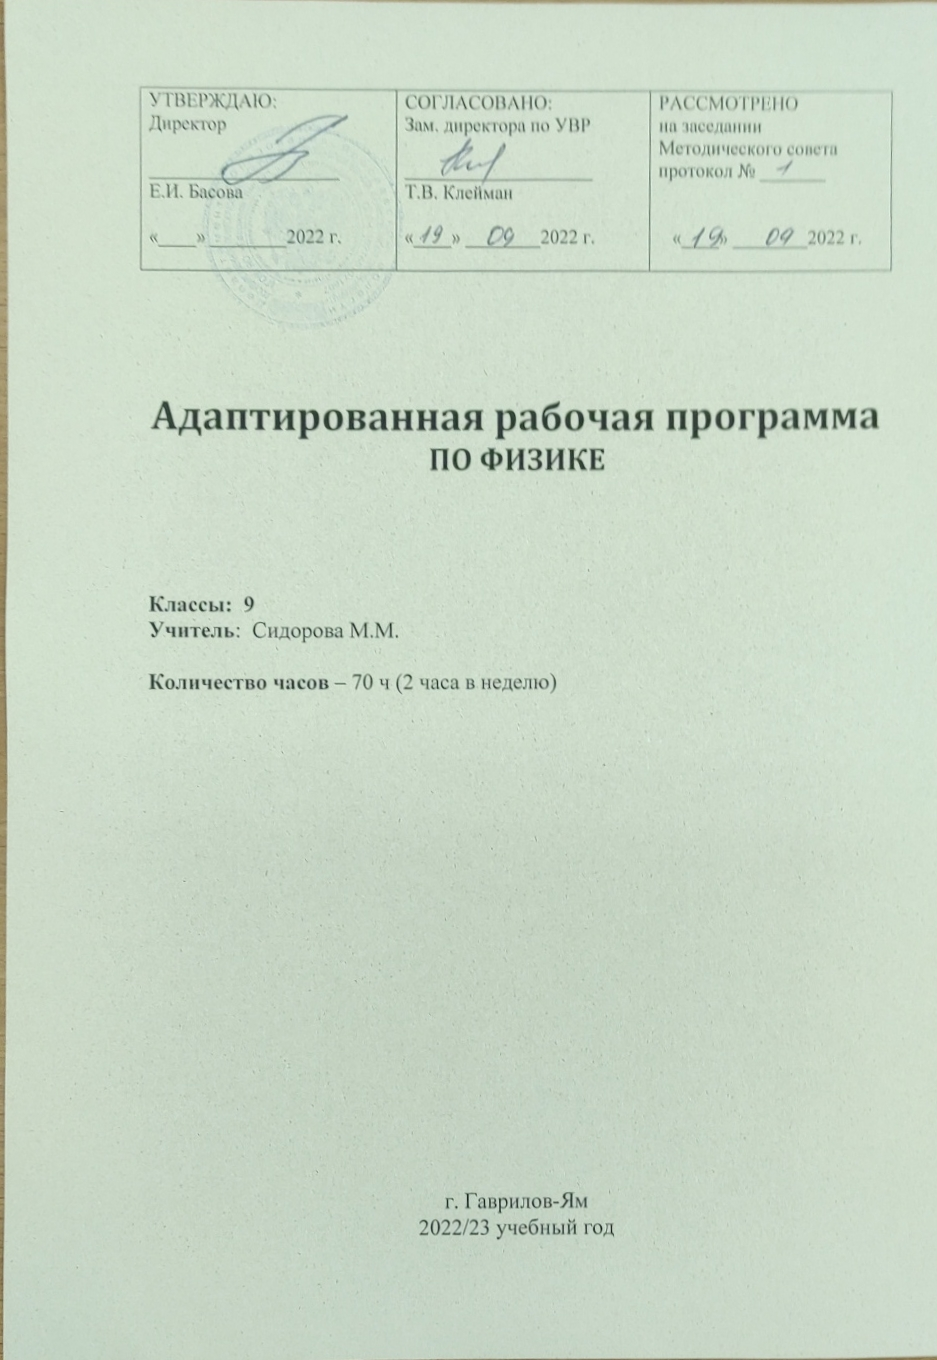 УТВЕРЖДАЮ:
Директор
Е.И. Басова
«____» ________2022 г.
СОГЛАСОВАНО:
Зам. директора по УВР
Т.В. Клейман
«19» 09 2022 г.
РАССМОТРЕНО
на заседании
Методического совета
протокол № 1
«19» 09 2022 г.
Адаптированная рабочая программа
ПО ФИЗИКЕ
Классы: 9
Учитель: Сидорова М.М.
Количество часов – 70 ч (2 часа в неделю)
г. Гаврилов-Ям
2022/23 учебный год